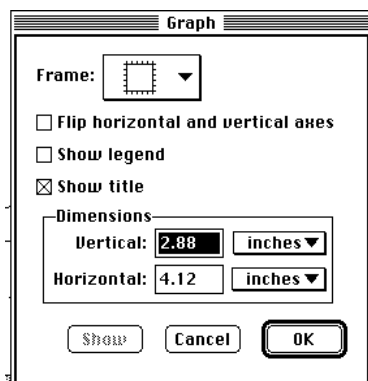 Graph
Frame:
Flip horizontal and vertical axes
Show legend
Show title
Dimensions
Vertical: 2.88 inches
Horizontal: 4.12 inches
Show Cancel OK